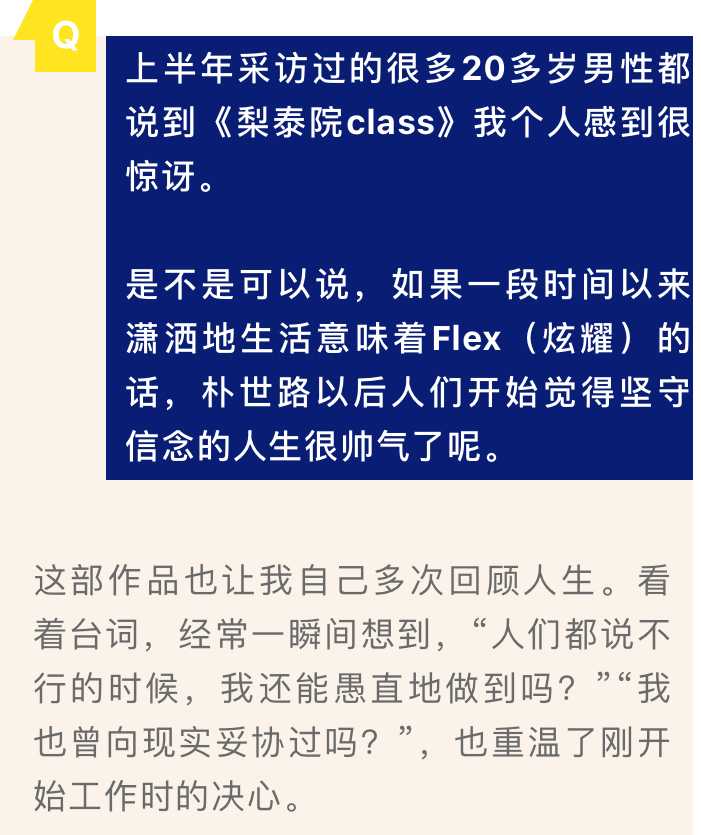 Q
上半年采访过的很多20多岁男性都
说到《梨泰院class》我个人感到很
惊讶。
是不是可以说，如果一段时间以来
潇洒地生活意味着Flex（炫耀）的
话，朴世路以后人们开始觉得坚守
信念的人生很帅气了呢。
这部作品也让我自己多次回顾人生。看
着台词，经常一瞬间想到，“人们都说不
行的时候，我还能愚直地做到吗？”“我
也曾向现实妥协过吗？”，也重温了刚开
始工作时的决心。